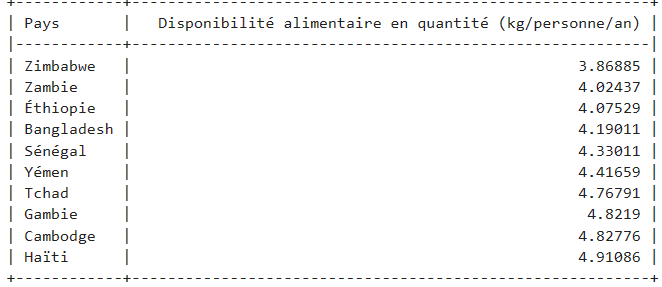 Pays Disponibilité alimentaire en quantité (kg/personne/an)
Zimbabwe 3.86885
Zambie 4.02437
Éthiopie 4.07529
Bangladesh 4.19011
Sénégal 4.33011
Yémen 4.41659
Tchad 4.76791
Gambie 4.8219
Cambodge 4.82776
Haïti 4.91086